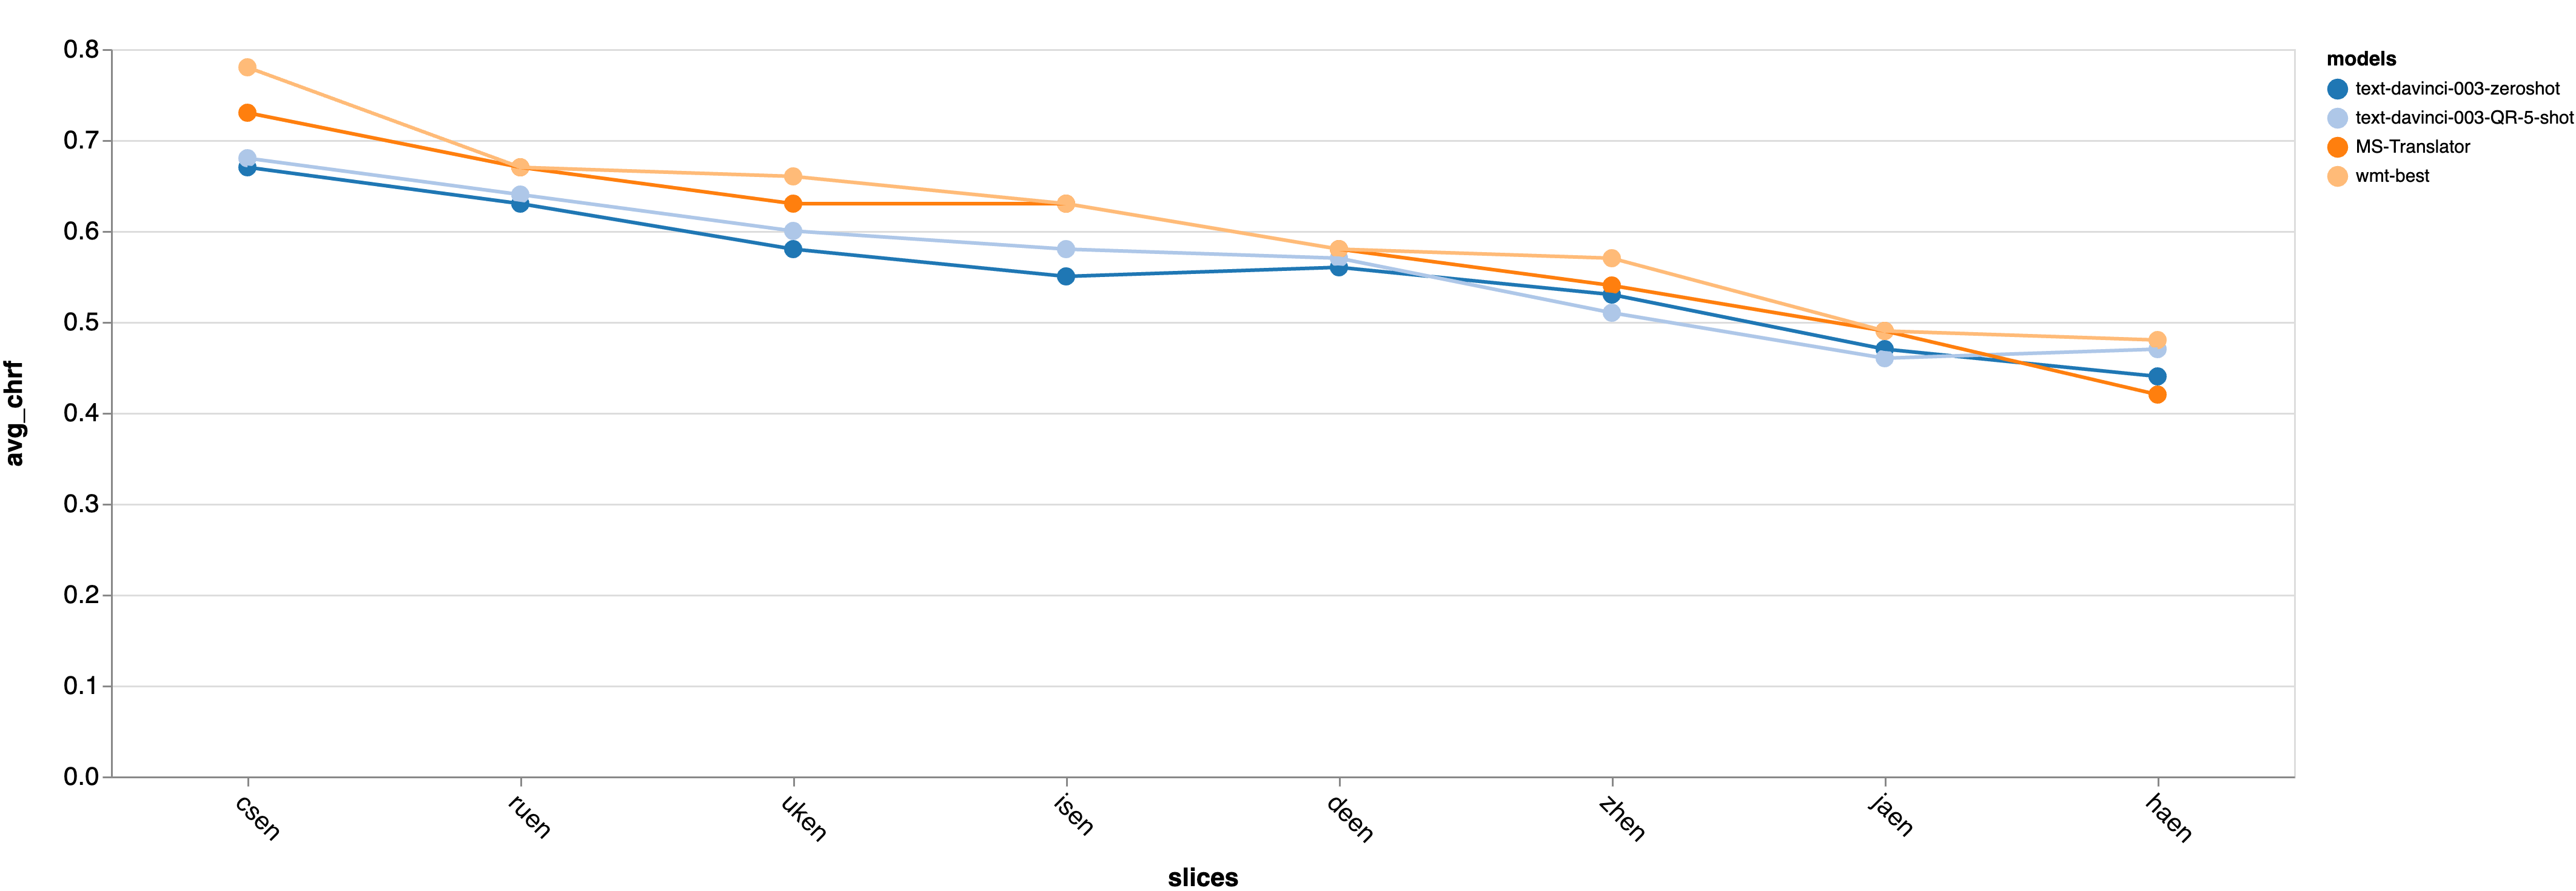 0.8
0.7
0.6
0.5
0.4
0.3
0.2
0.1
0.0
avg_chrf
csen
ruen
uken
isen
deen
zhen
jaen
haen
slices
models
text-davinci-003-zeroshot
text-davinci-003-QR-5-shot
MS-Translator
wmt-best